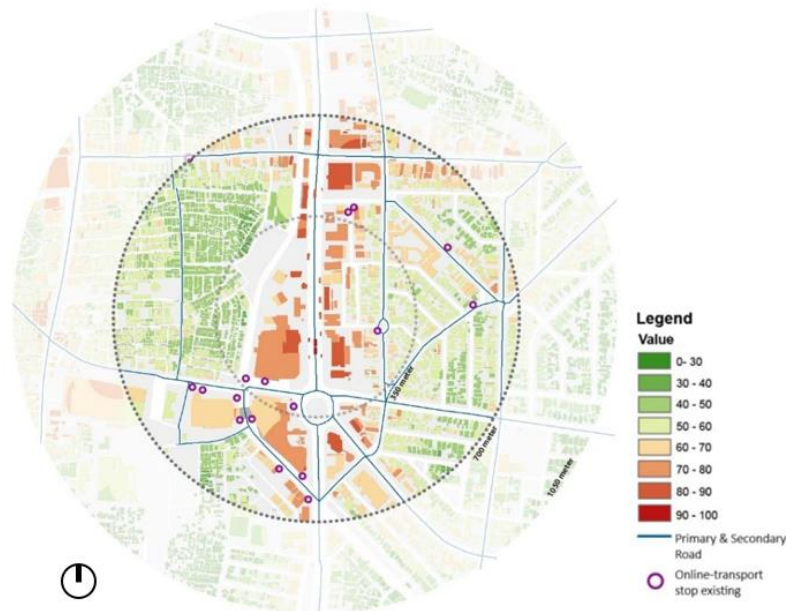 350 meter
700 meter
1050 meter
Legend
Value
0- 30
30 - 40
40 - 50
50 - 60
60 - 70
70 - 80
80 - 90
90 - 100
Primary & Secondary
Road
Online-transport
stop existing